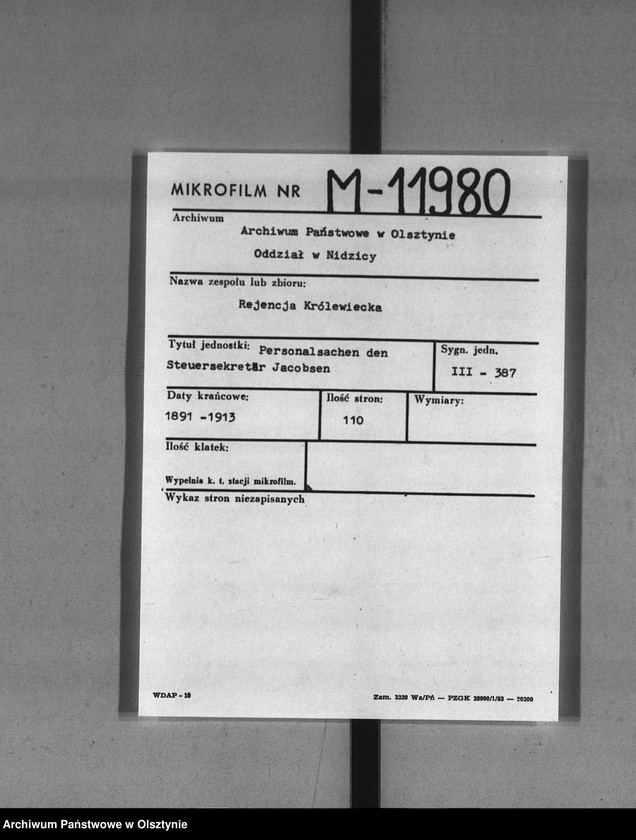 MIKROFILM NR M-11980
Archiwum
Archiwum Państwowe w Olsztynie
Oddział w Nidzicy
Nazwa zespołu lub zbioru:
Rejencja Królewiecka
Tytuł jednostki: Personalsachen den
Steuersekretär Jacobsen
Sygn. jedn.
III - 387
Daty krańcowe:
1891 -1913
Ilość stron:
110
Wymiary:
Ilość klatek:
Wypełnia k. t. stacji mikrofilm.
Wykaz stron niezapisanych
WDAP - 10
Zam. 3339 Wa/Pń — PZGK 20990/1/83 — 20300
Archiwum Państwowe w Olsztynie